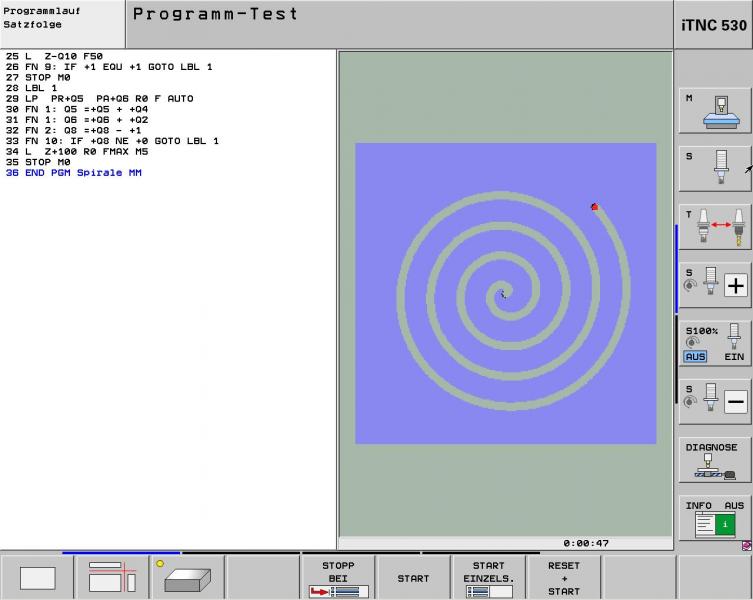 Programmlauf
Satzfolge
Programm-Test
iTNC 530
25 L Z-Q10 F50
26 FN 9: IF +1 EQU +1 GOTO LBL 1
27 STOP M0
28 LBL 1
29 LP PR+Q5 PA+Q6 R0 F AUTO
30 FN 1: Q5 =+Q5 + +Q4
31 FN 1: Q6 =+Q6 + +Q2
32 FN 2: Q8 =+Q8 - +1
33 FN 10: IF +Q8 NE +0 GOTO LBL 1
34 L Z+100 R0 FMAX M5
35 STOP M0
36 END PGM Spirale MM
0:00:47
M
S
T
S
+
S100%
AUS EIN
S
−
DIAGNOSE
INFO AUS
i
STOPP
BEI
START
START
EINZELS.
RESET
+
START